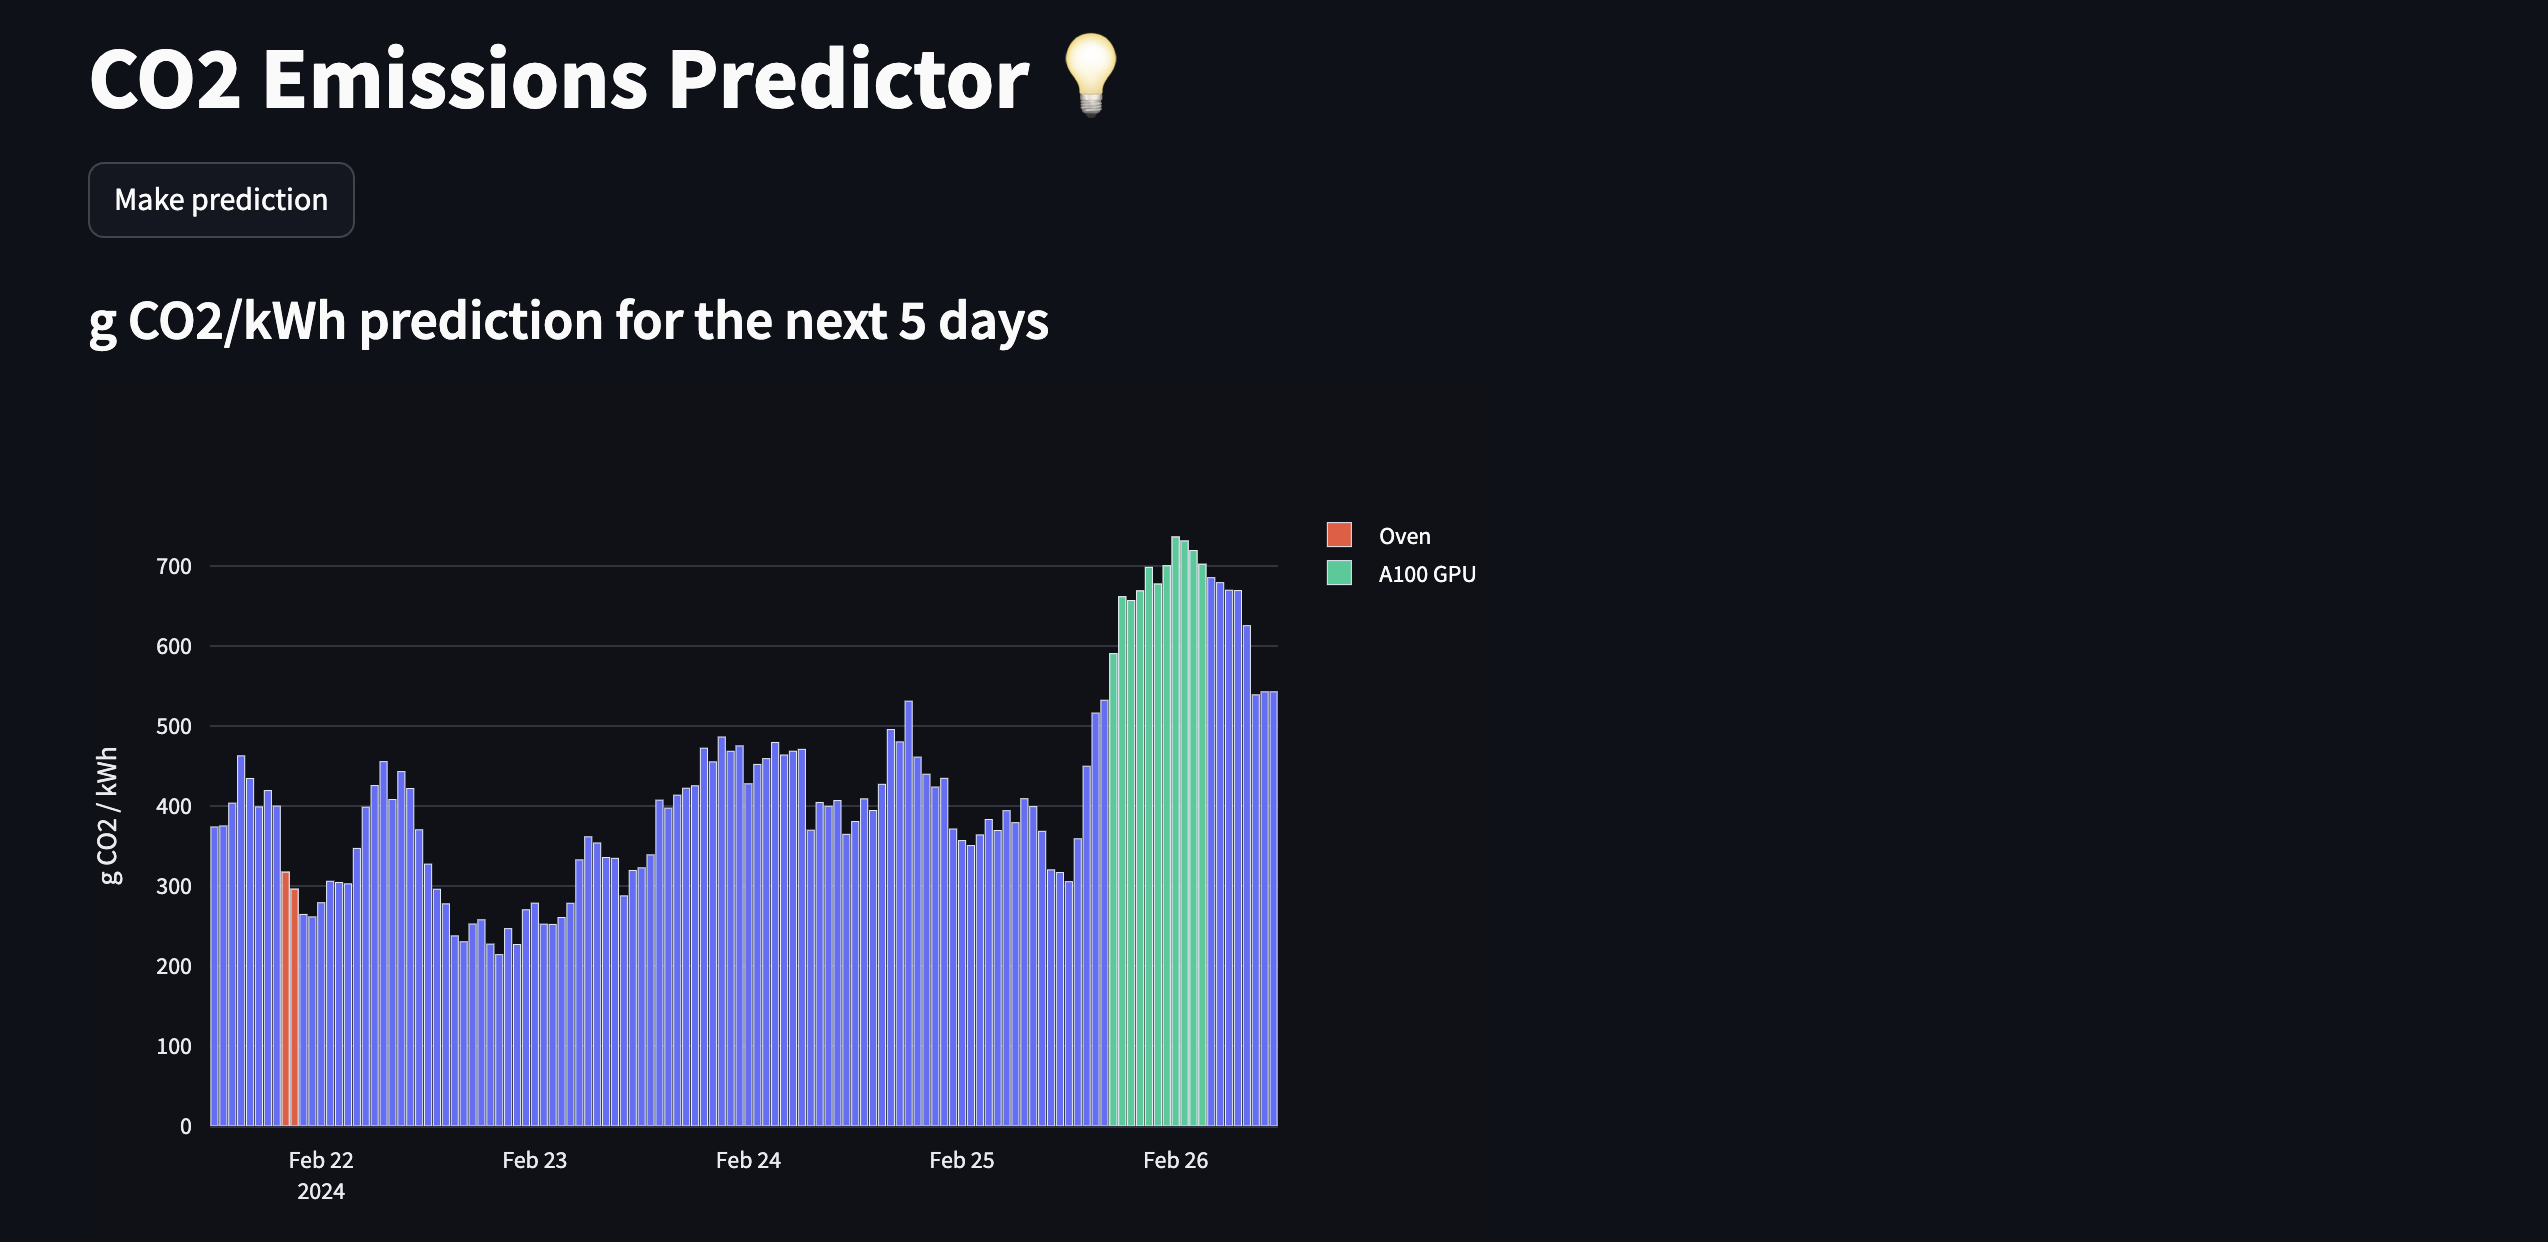 CO2 Emissions Predictor 💡
Make prediction
g CO2/kWh prediction for the next 5 days
Oven
A100 GPU
700
600
500
400
300
200
100
0
g CO2 / kWh
Feb 22
2024
Feb 23
Feb 24
Feb 25
Feb 26